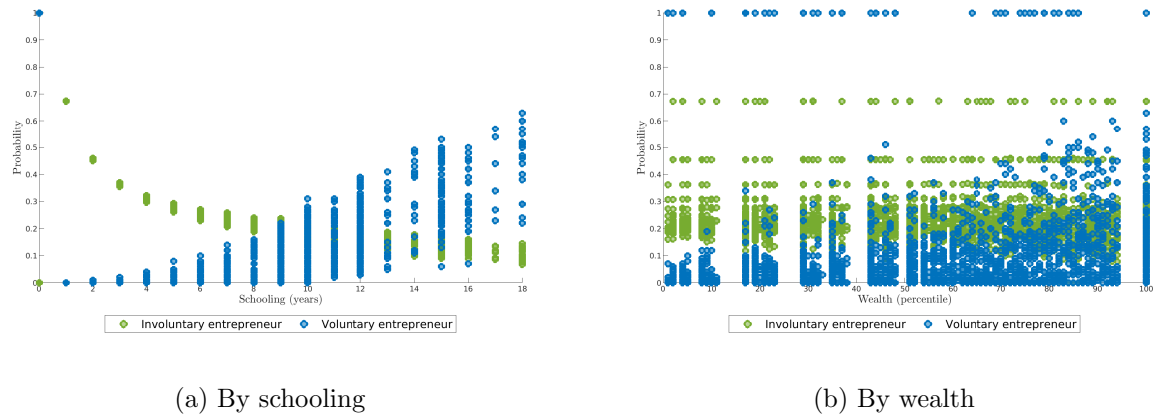 1
0.9
0.8
0.7
0.6
0.5
0.4
0.3
0.2
0.1
0
0 2 4 6 8 10 12 14 16 18
Probability
Schooling (years)
Involuntary entrepreneur Voluntary entrepreneur
(a) By schooling
1
0.9
0.8
0.7
0.6
0.5
0.4
0.3
0.2
0.1
0
0 10 20 30 40 50 60 70 80 90 100
Probability
Wealth (percentile)
Involuntary entrepreneur Voluntary entrepreneur
(b) By wealth